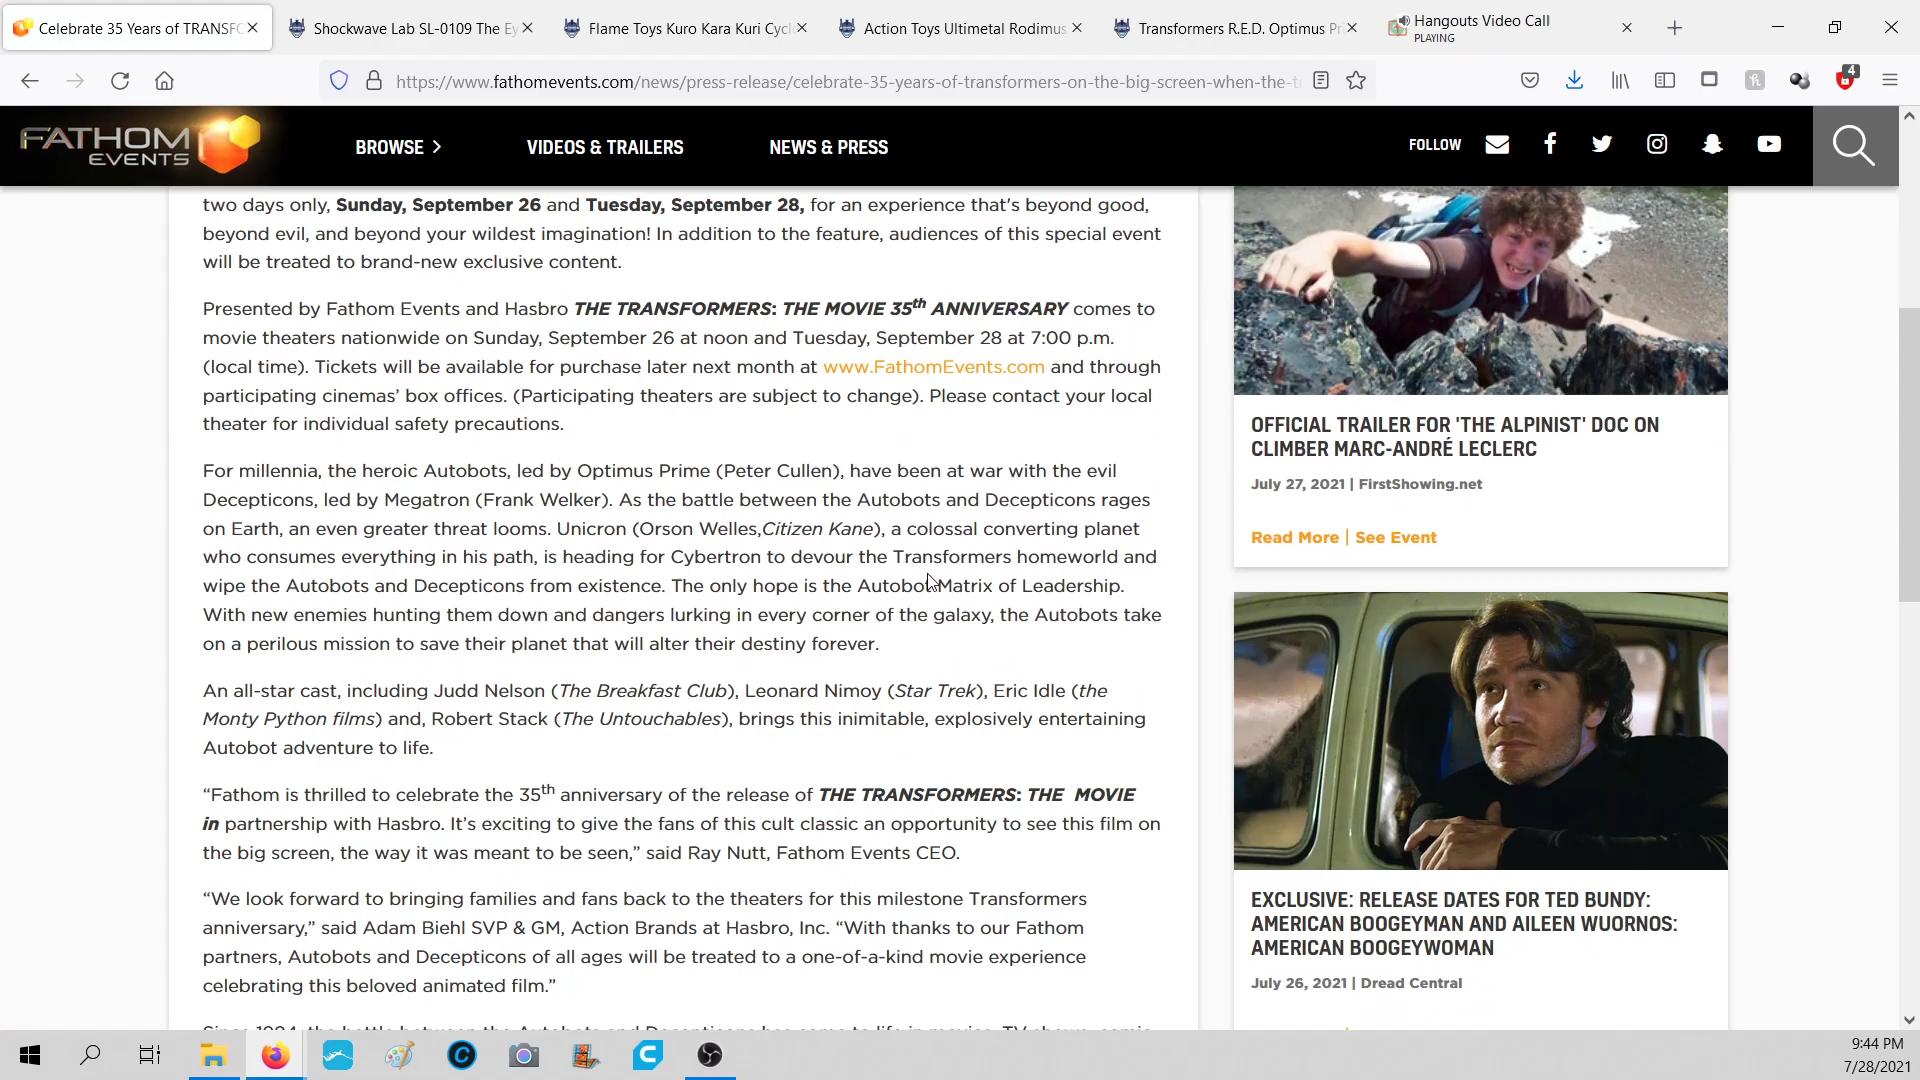 Celebrate 35 Years of TRANSF
Shockwave Lab SL-0109 The Ey
Flame Toys Kuro Kara Kuri Cycl
Action Toys Ultimetal Rodimus
Transformers R.E.D. Optimus Pr
Hangouts Video Call
PLAYING
https://www.fathomevents.com/news/press-release/celebrate-35-years-of-transformers-on-the-big-screen-when-the-t
4
FATHOM
EVENTS
BROWSE
VIDEOS & TRAILERS
NEWS & PRESS
FOLLOW
two days only, Sunday, September 26 and Tuesday, September 28, for an experience that's beyond good,
beyond evil, and beyond your wildest imagination! In addition to the feature, audiences of this special event
will be treated to brand-new exclusive content.
Presented by Fathom Events and Hasbro THE TRANSFORMERS: THE MOVIE 35th ANNIVERSARY comes to
movie theaters nationwide on Sunday, September 26 at noon and Tuesday, September 28 at 7:00 p.m.
(local time). Tickets will be available for purchase later next month at www.FathomEvents.com and through
participating cinemas’ box offices. (Participating theaters are subject to change). Please contact your local
theater for individual safety precautions.
For millennia, the heroic Autobots, led by Optimus Prime (Peter Cullen), have been at war with the evil
Decepticons, led by Megatron (Frank Welker). As the battle between the Autobots and Decepticons rages
on Earth, an even greater threat looms. Unicron (Orson Welles,Citizen Kane), a colossal converting planet
who consumes everything in his path, is heading for Cybertron to devour the Transformers homeworld and
wipe the Autobots and Decepticons from existence. The only hope is the Autobot Matrix of Leadership.
With new enemies hunting them down and dangers lurking in every corner of the galaxy, the Autobots take
on a perilous mission to save their planet that will alter their destiny forever.
An all-star cast, including Judd Nelson (The Breakfast Club), Leonard Nimoy (Star Trek), Eric Idle (the
Monty Python films) and, Robert Stack (The Untouchables), brings this inimitable, explosively entertaining
Autobot adventure to life.
“Fathom is thrilled to celebrate the 35th anniversary of the release of THE TRANSFORMERS: THE MOVIE
in partnership with Hasbro. It’s exciting to give the fans of this cult classic an opportunity to see this film on
the big screen, the way it was meant to be seen,” said Ray Nutt, Fathom Events CEO.
“We look forward to bringing families and fans back to the theaters for this milestone Transformers
anniversary,” said Adam Biehl SVP & GM, Action Brands at Hasbro, Inc. “With thanks to our Fathom
partners, Autobots and Decepticons of all ages will be treated to a one-of-a-kind movie experience
celebrating this beloved animated film.”
Since 1984, the battle between the Autobots and Decepticons has come to life in movies, TV shows, comic
OFFICIAL TRAILER FOR 'THE ALPINIST' DOC ON
CLIMBER MARC-ANDRÉ LECLERC
July 27, 2021 | FirstShowing.net
Read More | See Event
EXCLUSIVE: RELEASE DATES FOR TED BUNDY:
AMERICAN BOOGEYMAN AND AILEEN WUORNOS:
AMERICAN BOOGEYWOMAN
July 26, 2021 | Dread Central
9:44 PM
7/28/2021